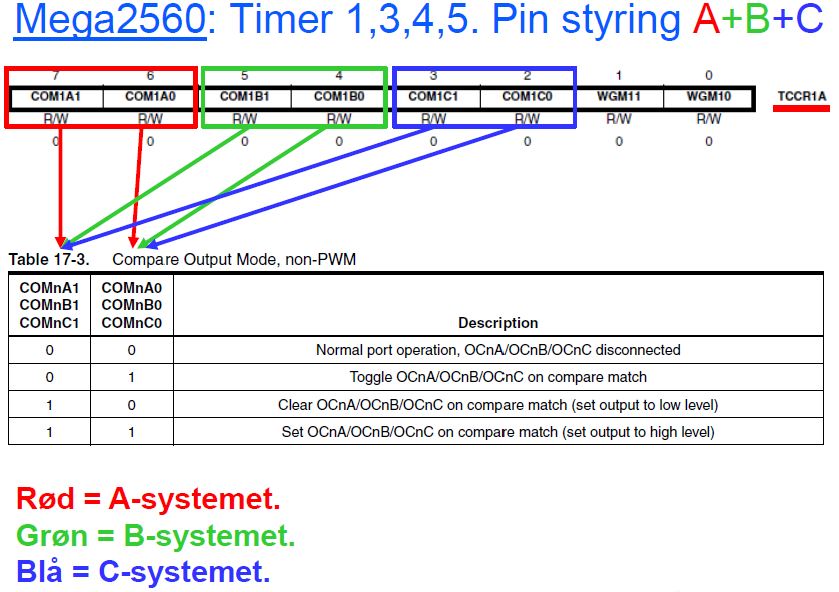 Mega2560: Timer 1,3,4,5. Pin styring A+B+C
7 6 5 4 3 2 1 0
COM1A1 COM1A0 COM1B1 COM1B0 COM1C1 COM1C0 WGM11 WGM10 TCCR1A
R/W R/W R/W R/W R/W R/W R/W R/W
0 0 0 0 0 0 0 0
Table 17-3. Compare Output Mode, non-PWM
COMnA1 COMnA0
COMnB1 COMnB0
COMnC1 COMnC0 Description
0 0 Normal port operation, OCnA/OCnB/OCnC disconnected
0 1 Toggle OCnA/OCnB/OCnC on compare match
1 0 Clear OCnA/OCnB/OCnC on compare match (set output to low level)
1 1 Set OCnA/OCnB/OCnC on compare match (set output to high level)
Rød = A-systemet.
Grøn = B-systemet.
Blå = C-systemet.